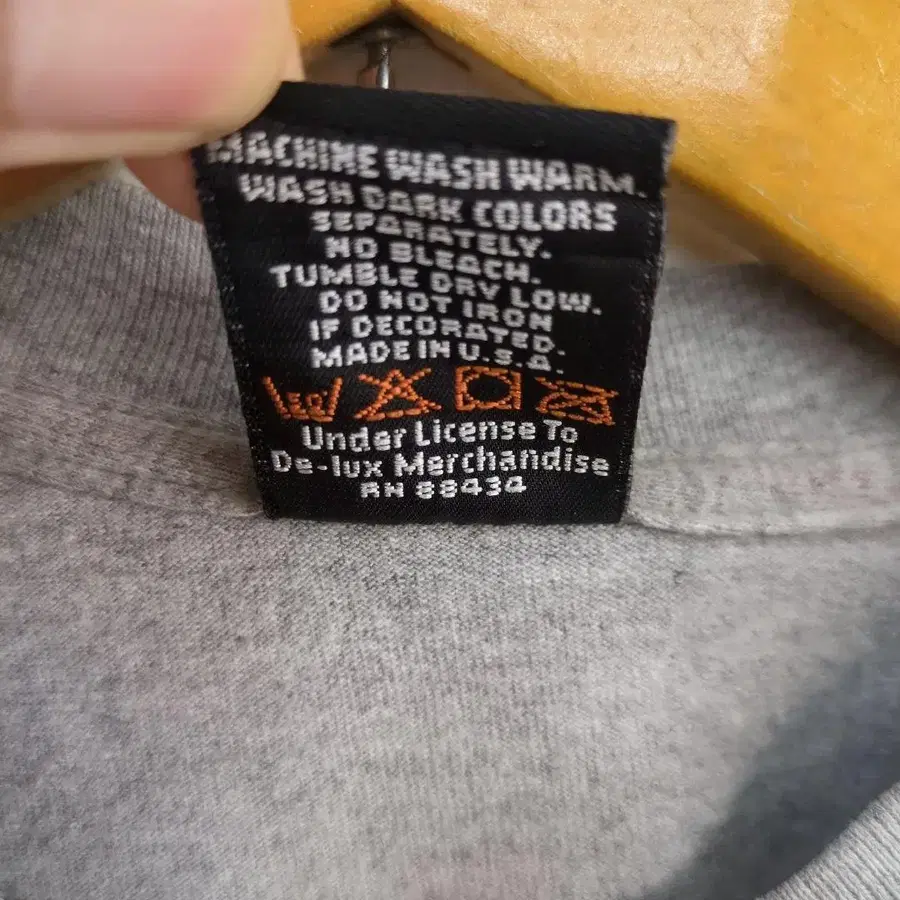 MACHINE WASH WARM.
WASH DARK COLORS
SEPARATELY.
NO BLEACH.
TUMBLE DRY LOW.
DO NOT IRON
IF DECORATED.
MADE IN U.S.A.
Under License To
De-lux Merchandise
RN 88434